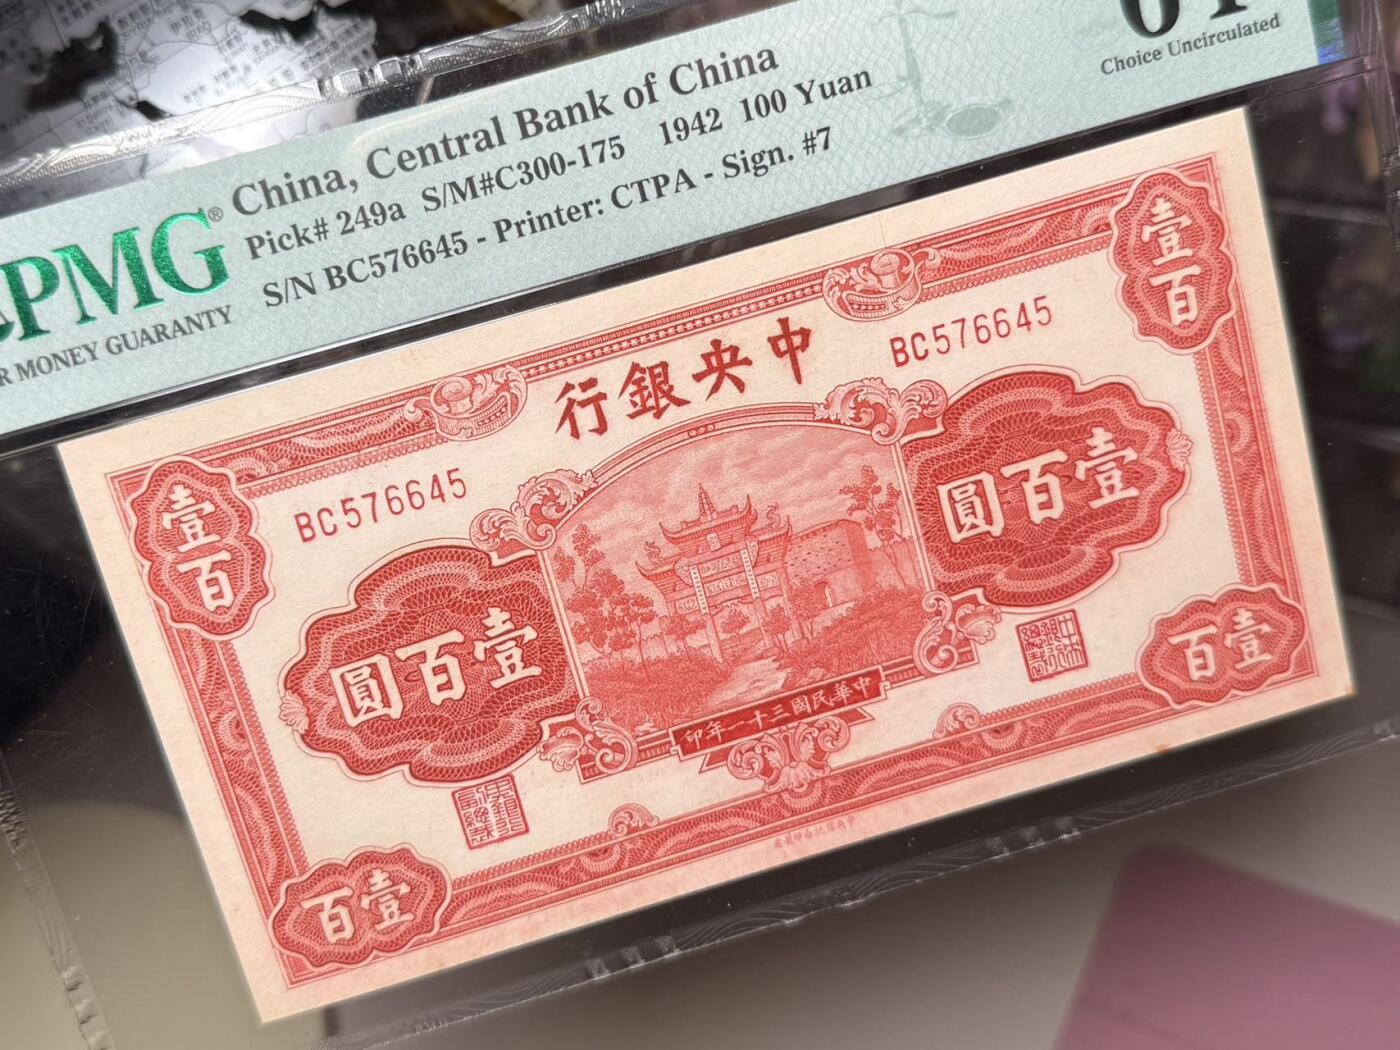 China, Central Bank of China
Pick# 249a S/M#C300-175 1942 100 Yuan
S/N BC576645 - Printer: CTPA - Sign. #7
PMG®
R MONEY GUARANTY
Choice Uncirculated
行銀央中
BC576645
BC576645
壹百
壹百
圓百壹
圓百壹
印年一十三國民華中
百壹
百壹